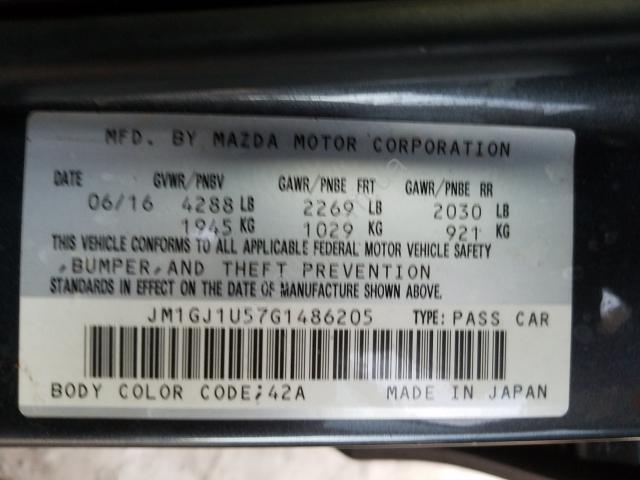 MFD. BY MAZDA MOTOR CORPORATION
DATE GVWR/PNBV GAWR/PNBE FRT GAWR/PNBE RR
06/16 4288 LB 2269 LB 2030 LB
1945 KG 1029 KG 921 KG
THIS VEHICLE CONFORMS TO ALL APPLICABLE FEDERAL MOTOR VEHICLE SAFETY
,BUMPER,AND THEFT PREVENTION
STANDARDS IN EFFECT ON THE DATE OF MANUFACTURE SHOWN ABOVE.
JM1GJ1U57G1486205 TYPE: PASS CAR
BODY COLOR CODE;42A MADE IN JAPAN